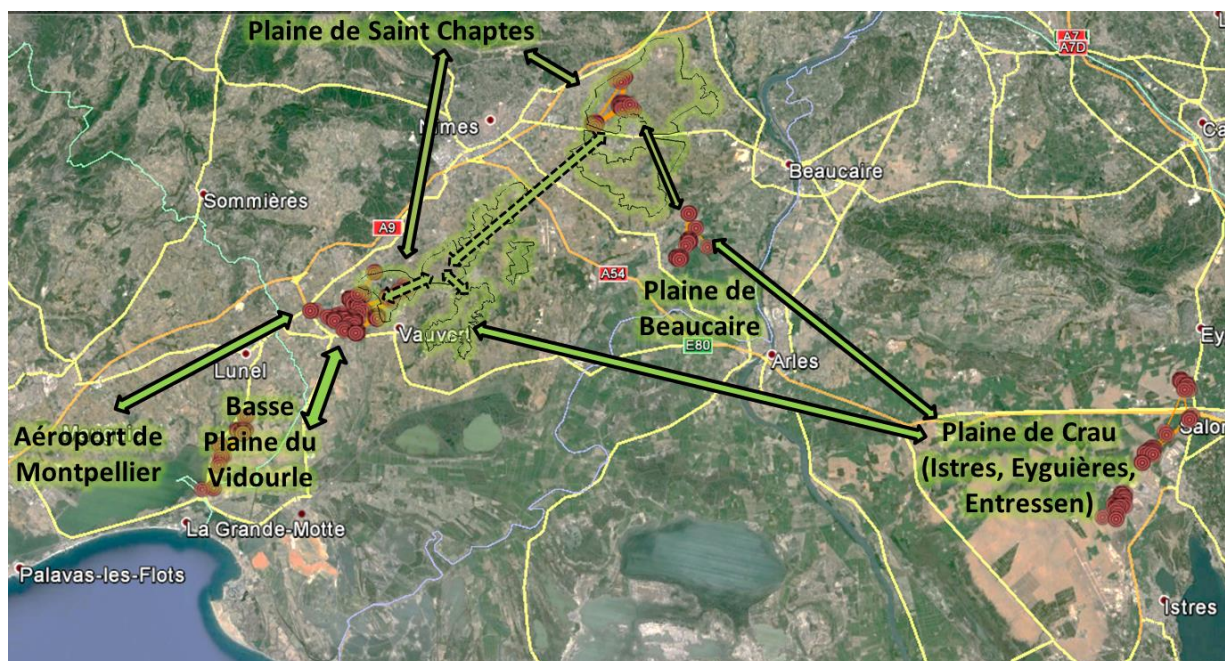 Plaine de Saint Chaptes
A7
A7D
Nîmes
Beaucaire
Sommières
A9
A54
Plaine de
Beaucaire
Vauvert
E80
Arles
Lunel
Basse
Plaine du
Vidourle
Aéroport de
Montpellier
Plaine de Crau
(Istres, Eyguières,
Entressen)
Salon
La Grande-Motte
Palavas-les-Flots
Istres